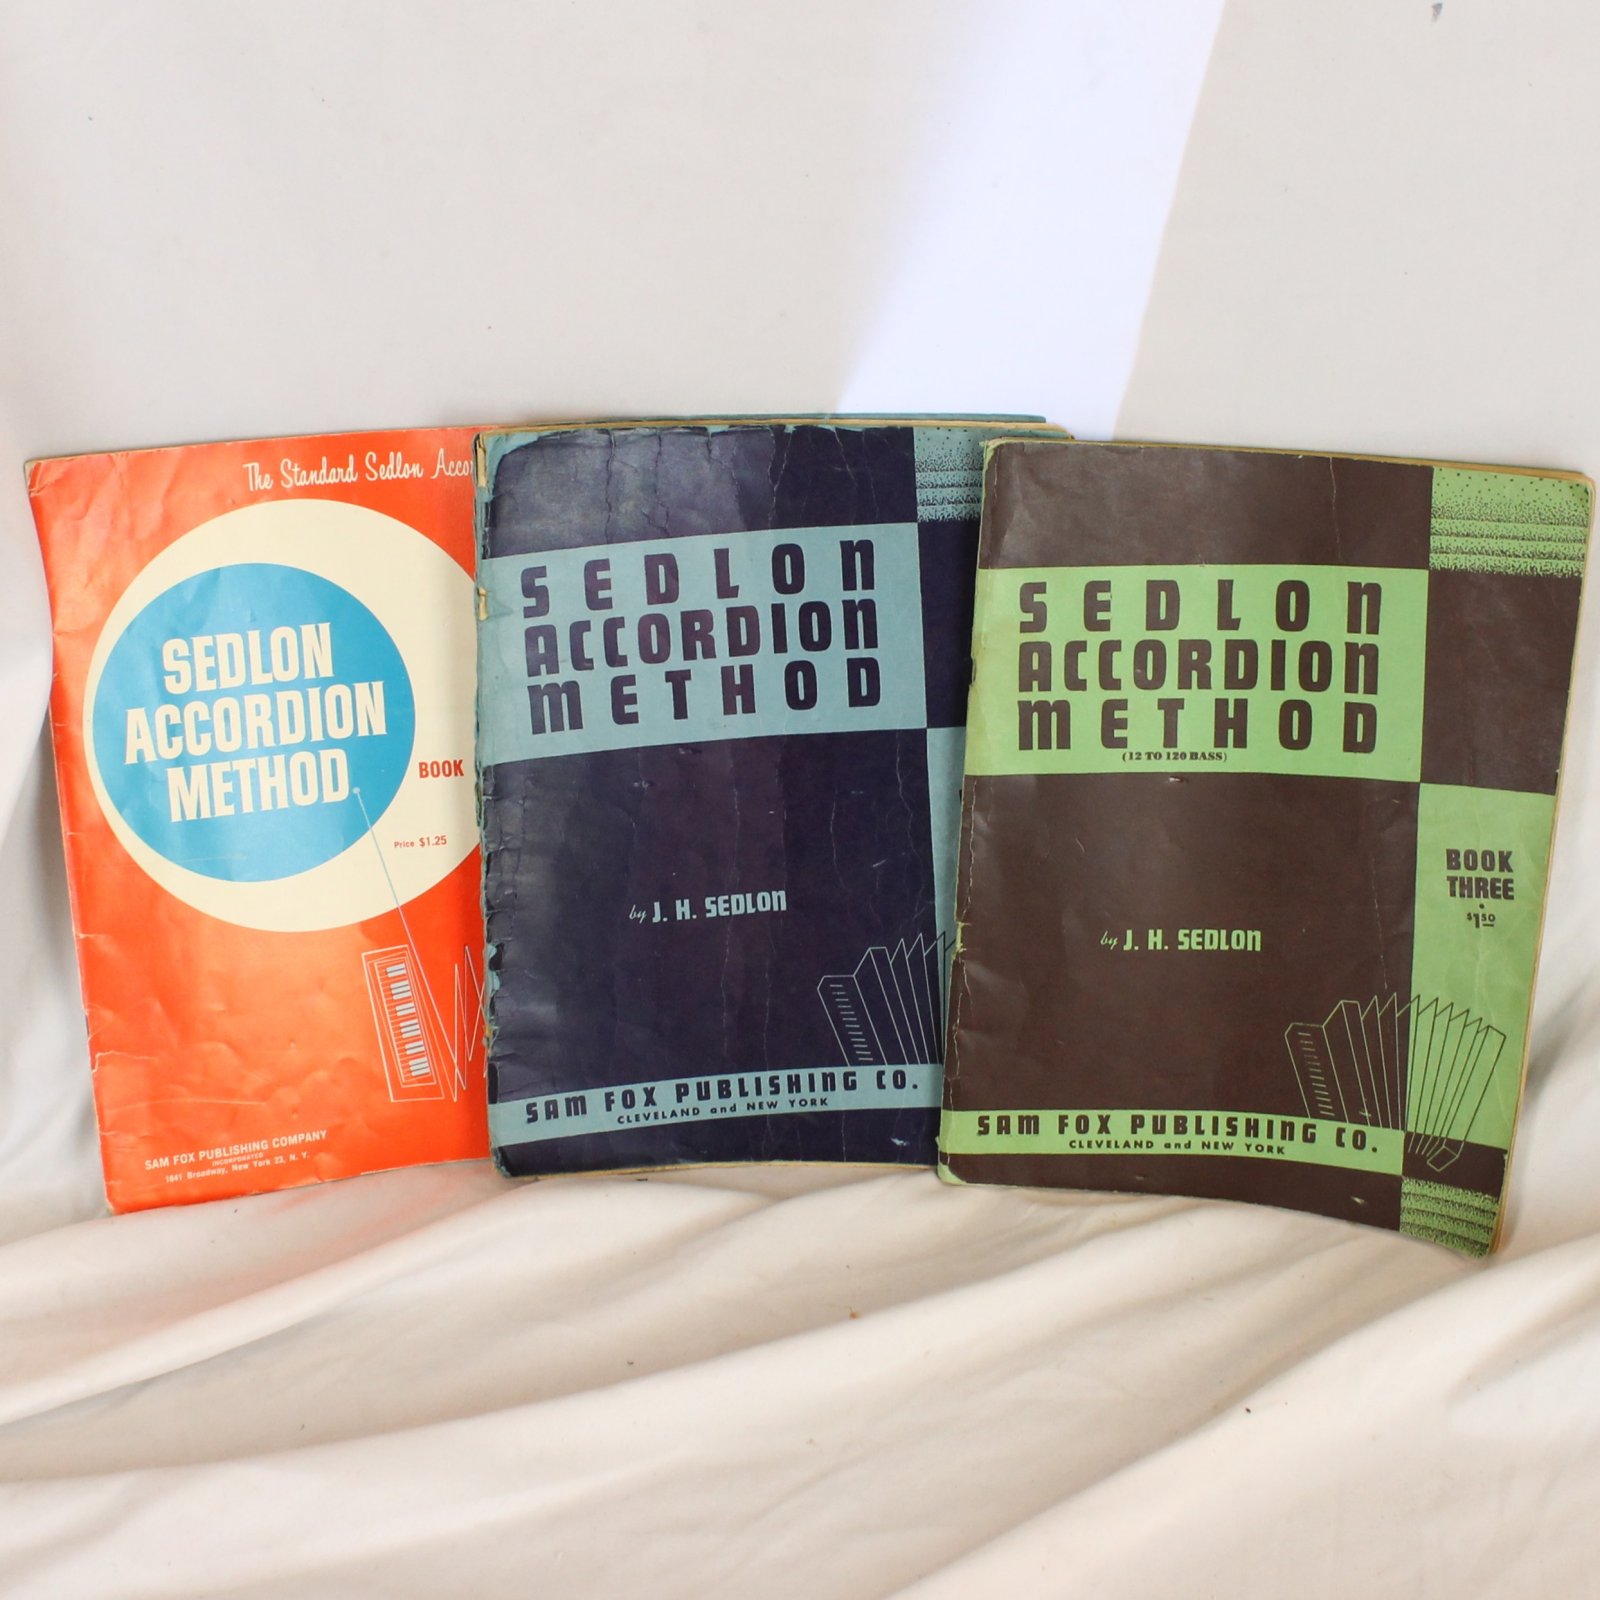 The Standard Sedlon
SEDLON
ACCORDION
METHOD
BOOK
Price $1.25
SAM FOX PUBLISHING COMPANY
INCORPORATED
1841 Broadway, New York 23, N. Y.
SEDLON
ACCORDION
METHOD
by J. H. SEDLON
SAM FOX PUBLISHING CO.
CLEVELAND and NEW YORK
SEDLON
ACCORDION
METHOD
(12 TO 120 BASS)
BOOK
THREE
$1.50
by J. H. SEDLON
SAM FOX PUBLISHING CO.
CLEVELAND and NEW YORK